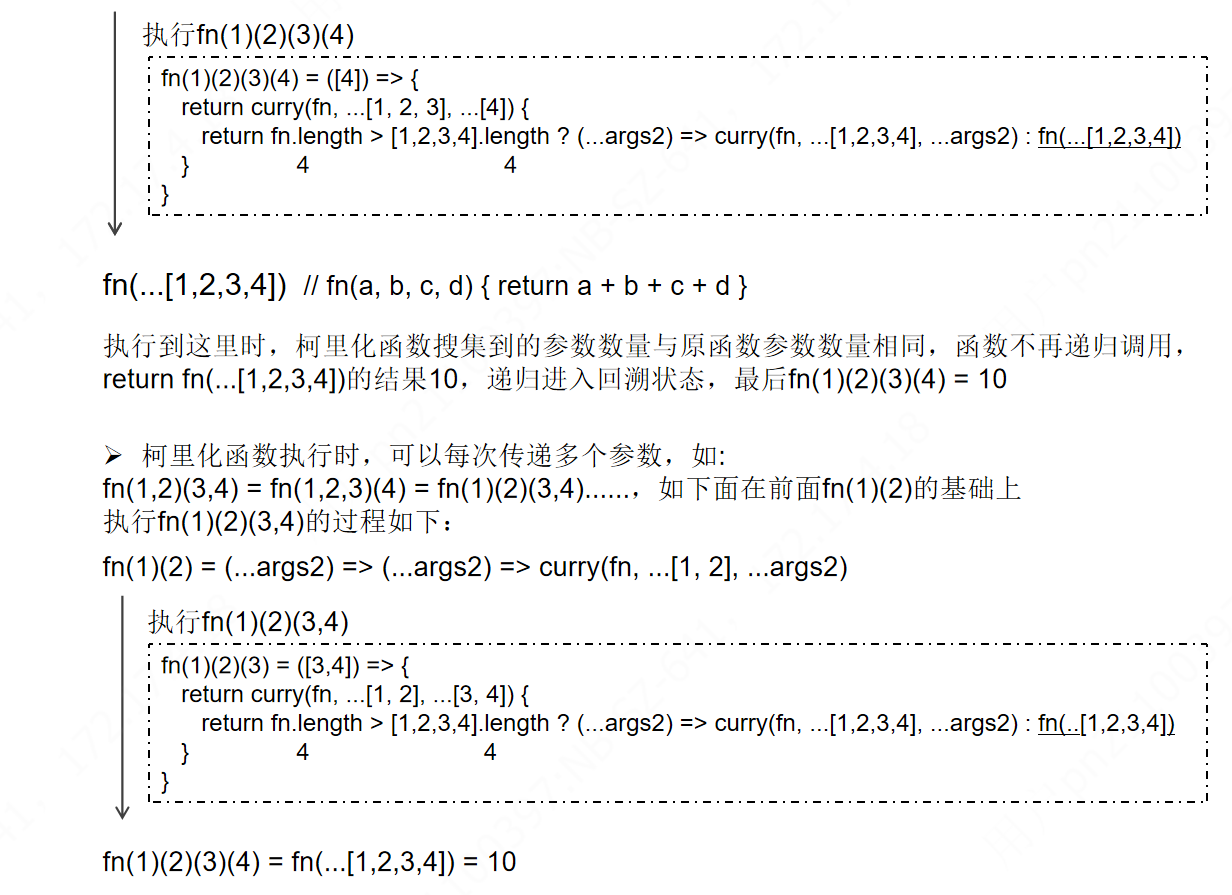 执行fn(1)(2)(3)(4)
fn(1)(2)(3)(4) = ([4]) => {
return curry(fn, ...[1, 2, 3], ...[4]) {
return fn.length > [1,2,3,4].length ? (...args2) => curry(fn, ...[1,2,3,4], ...args2) : fn(...[1,2,3,4])
} 4 4
}
fn(...[1,2,3,4]) // fn(a, b, c, d) { return a + b + c + d }
执行到这里时，柯里化函数搜集到的参数数量与原函数参数数量相同，函数不再递归调用，
return fn(...[1,2,3,4])的结果10，递归进入回溯状态，最后fn(1)(2)(3)(4) = 10
➢ 柯里化函数执行时，可以每次传递多个参数，如:
fn(1,2)(3,4) = fn(1,2,3)(4) = fn(1)(2)(3,4)......，如下面在前面fn(1)(2)的基础上
执行fn(1)(2)(3,4)的过程如下：
fn(1)(2) = (...args2) => (...args2) => curry(fn, ...[1, 2], ...args2)
执行fn(1)(2)(3,4)
fn(1)(2)(3) = ([3,4]) => {
return curry(fn, ...[1, 2], ...[3, 4]) {
return fn.length > [1,2,3,4].length ? (...args2) => curry(fn, ...[1,2,3,4], ...args2) : fn(..[1,2,3,4])
} 4 4
}
fn(1)(2)(3)(4) = fn(...[1,2,3,4]) = 10